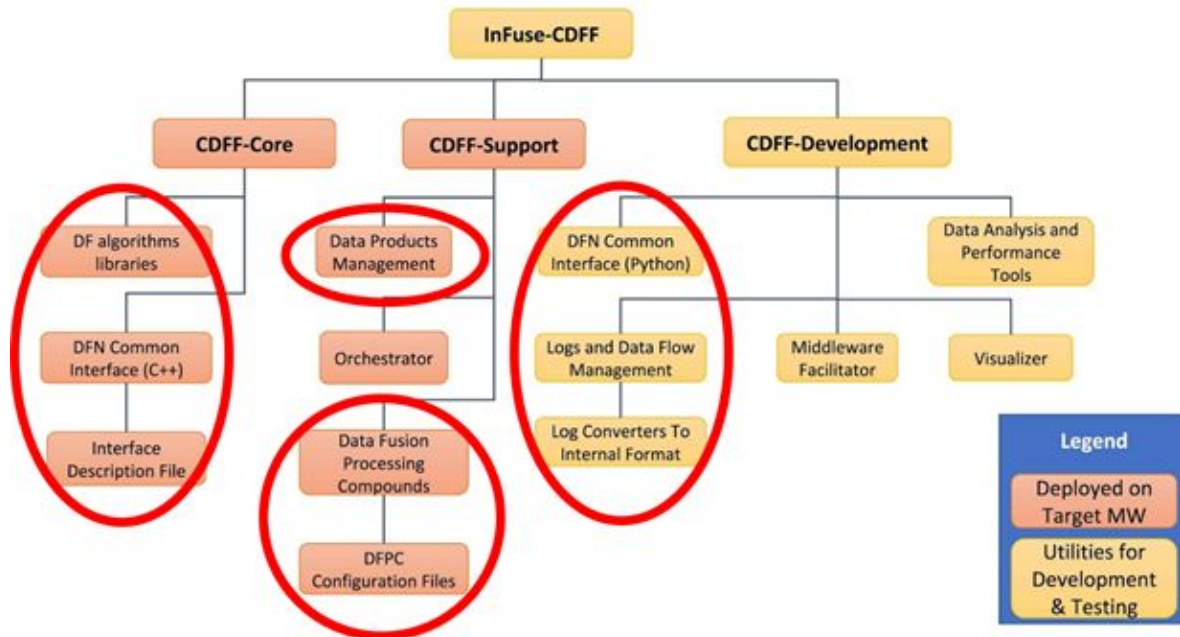 InFuse-CDFF
CDFF-Core
CDFF-Support
CDFF-Development
DF algorithms
libraries
Data Products
Management
DFN Common
Interface (Python)
Data Analysis and
Performance
Tools
DFN Common
Interface (C++)
Orchestrator
Logs and Data Flow
Management
Middleware
Facilitator
Visualizer
Interface
Description File
Data Fusion
Processing
Compounds
Log Converters To
Internal Format
DFPC
Configuration Files
Legend
Deployed on
Target MW
Utilities for
Development
& Testing